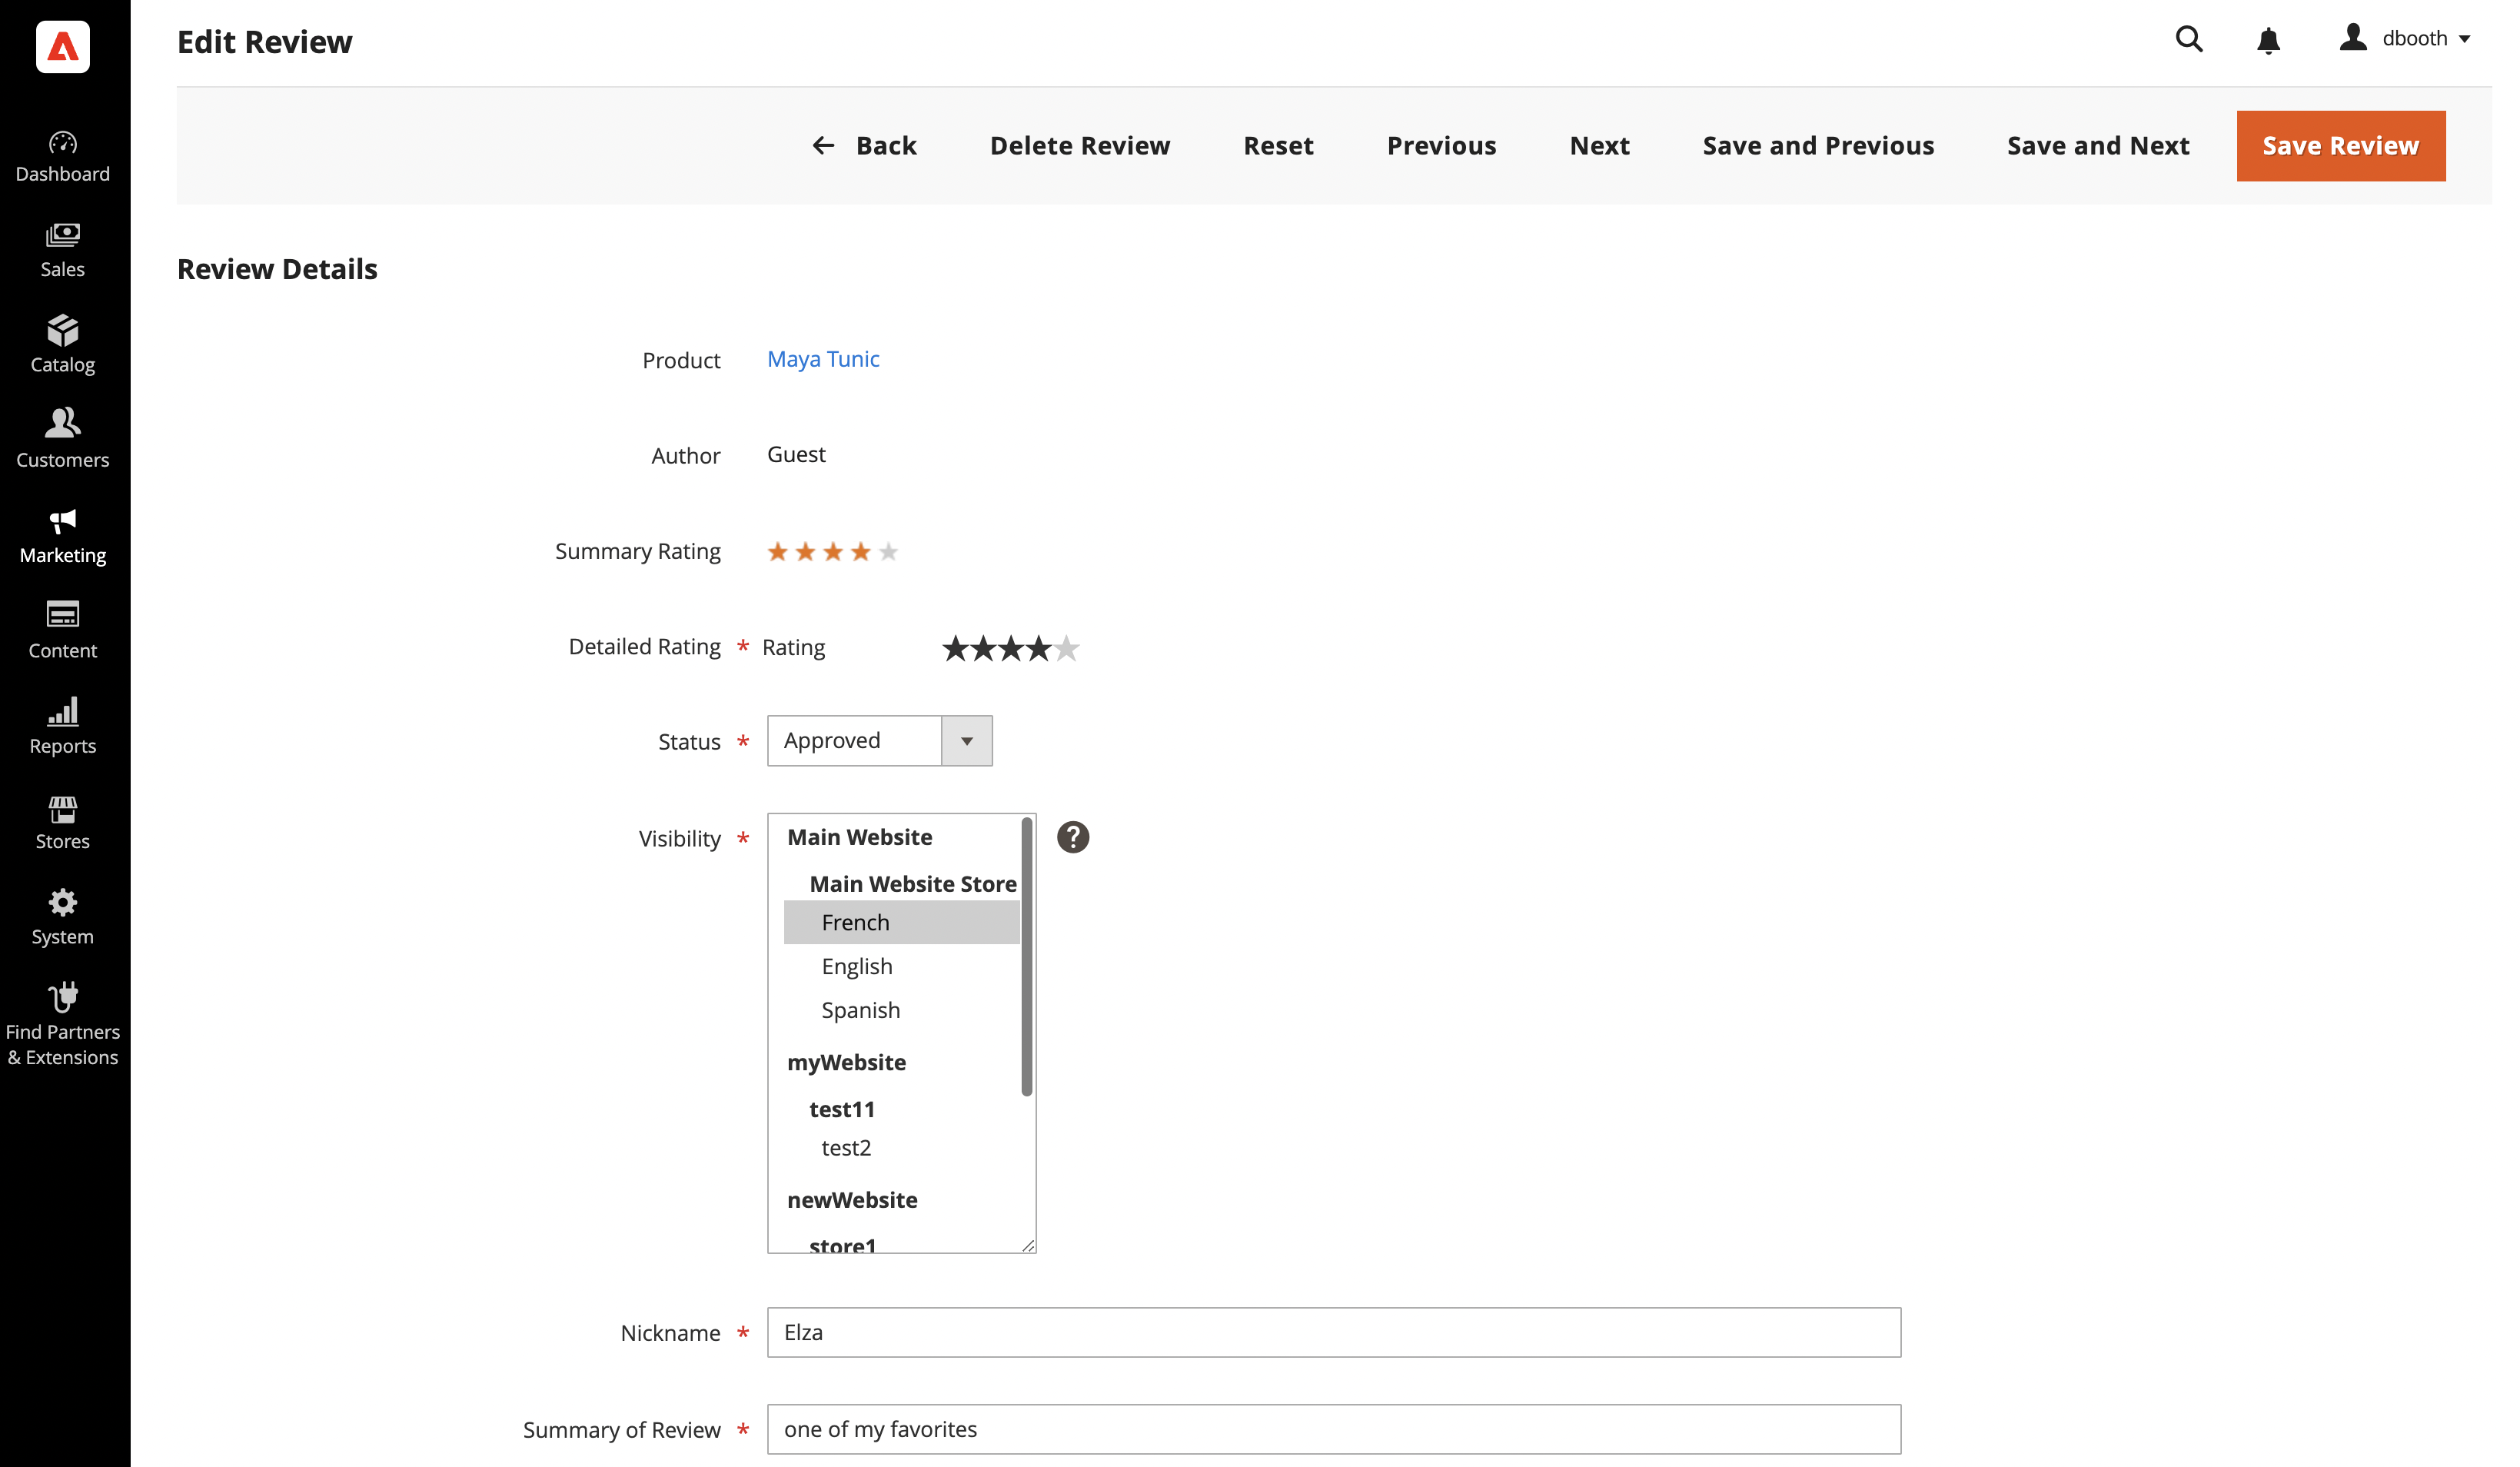 Edit Review
dbooth
Back
Delete Review
Reset
Previous
Next
Save and Previous
Save and Next
Save Review
Dashboard
Sales
Catalog
Customers
Marketing
Content
Reports
Stores
System
Find Partners
& Extensions
Review Details
Product
Maya Tunic
Author
Guest
Summary Rating
Detailed Rating * Rating
Status *
Approved
Visibility *
Main Website
Main Website Store
French
English
Spanish
myWebsite
test11
test2
newWebsite
store1
?
Nickname *
Elza
Summary of Review *
one of my favorites